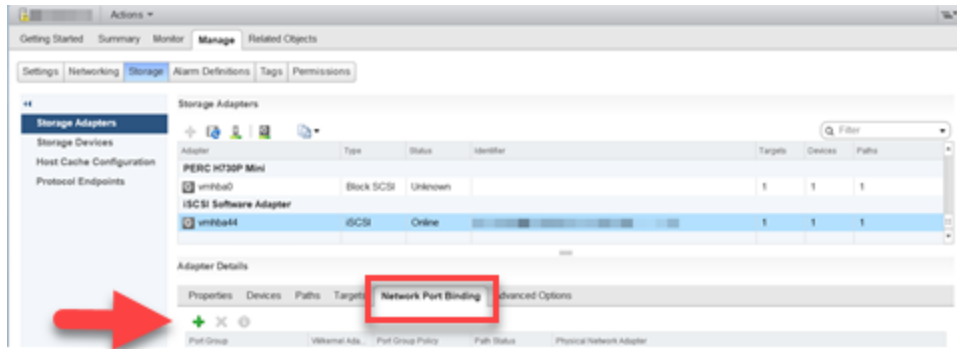 Actions
Getting Started Summary Monitor Manage Related Objects
Settings Networking Storage Alarm Definitions Tags Permissions
Storage Adapters
Storage Devices
Host Cache Configuration
Protocol Endpoints
Storage Adapters
Filter
Adapter Type Status Identifier Targets Devices Paths
PERC H730P Mini
vmhba0 Block SCSI Unknown 1 1 1
iSCSI Software Adapter
vmhba44 iSCSI Online 1 1 1
Adapter Details
Properties Devices Paths Targets Network Port Binding Advanced Options
Port Group VMkernel Ada... Port Group Policy Path Status Physical Network Adapter